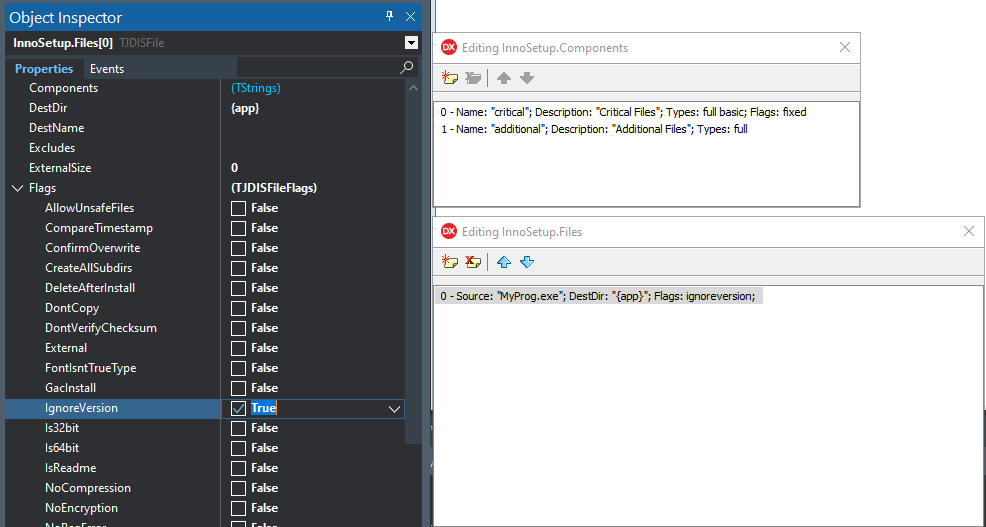 Object Inspector
InnoSetup.Files[0] TJDISFile
Properties Events
Components (TStrings)
DestDir {app}
DestName
Excludes
ExternalSize 0
Flags (TJDISFileFlags)
AllowUnsafeFiles False
CompareTimestamp False
ConfirmOverwrite False
CreateAllSubdirs False
DeleteAfterInstall False
DontCopy False
DontVerifyChecksum False
External False
FontIsntTrueType False
GacInstall False
IgnoreVersion True
Is32bit False
Is64bit False
IsReadme False
NoCompression False
NoEncryption False
NoRegError False
DX Editing InnoSetup.Components
0 - Name: "critical"; Description: "Critical Files"; Types: full basic; Flags: fixed
1 - Name: "additional"; Description: "Additional Files"; Types: full
DX Editing InnoSetup.Files
0 - Source: "MyProg.exe"; DestDir: "{app}"; Flags: ignoreversion;